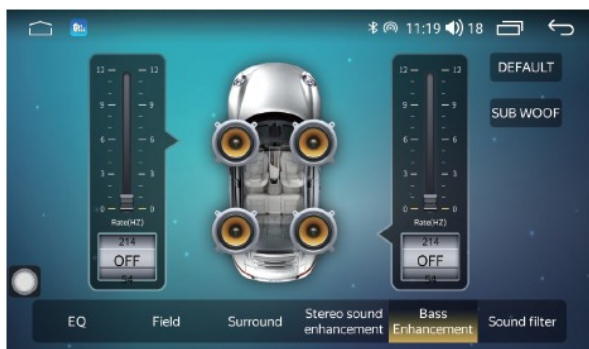 11:19 18
DEFAULT
SUB WOOF
12 12
9 9
6 6
3 3
0 0
Rate(HZ)
214
OFF
54
12 12
9 9
6 6
3 3
0 0
Rate(HZ)
214
OFF
54
EQ
Field
Surround
Stereo sound
enhancement
Bass
Enhancement
Sound filter